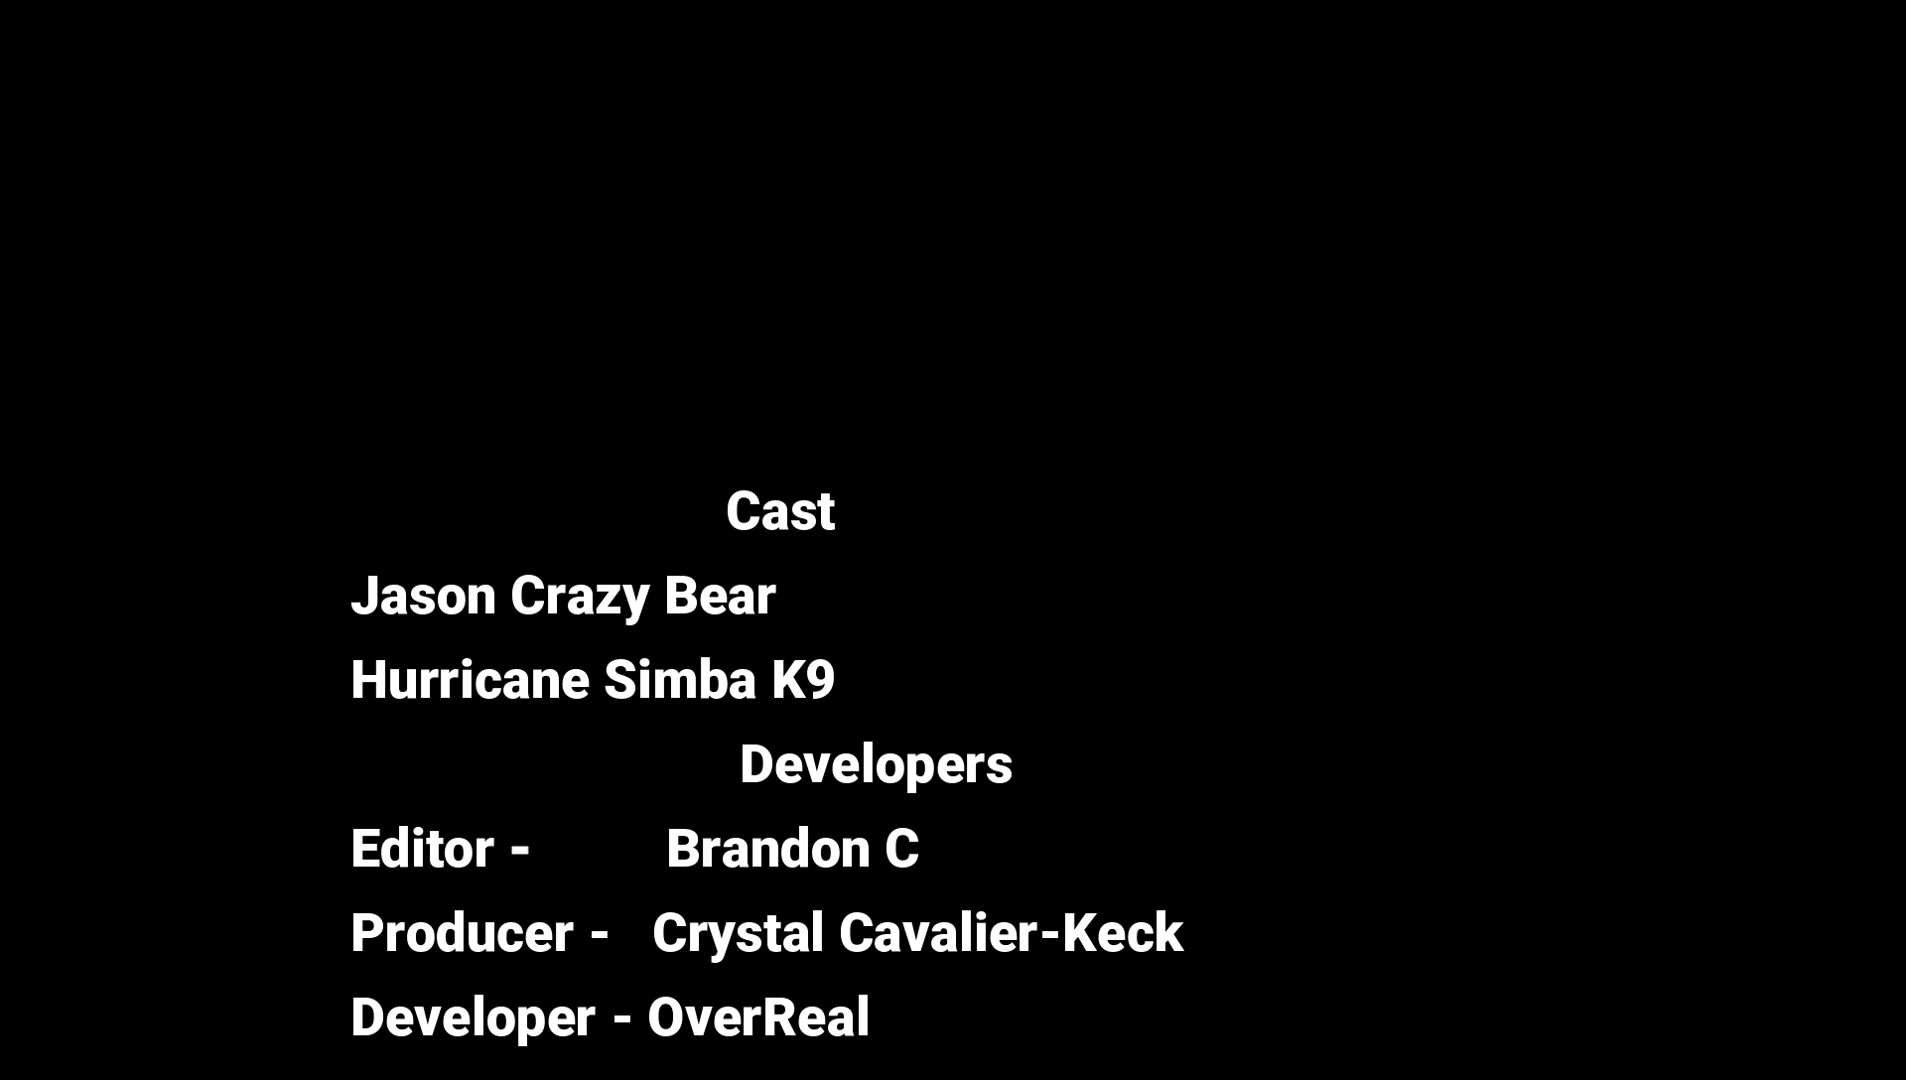 Cast
Jason Crazy Bear
Hurricane Simba K9
Developers
Editor - Brandon C
Producer - Crystal Cavalier-Keck
Developer - OverReal